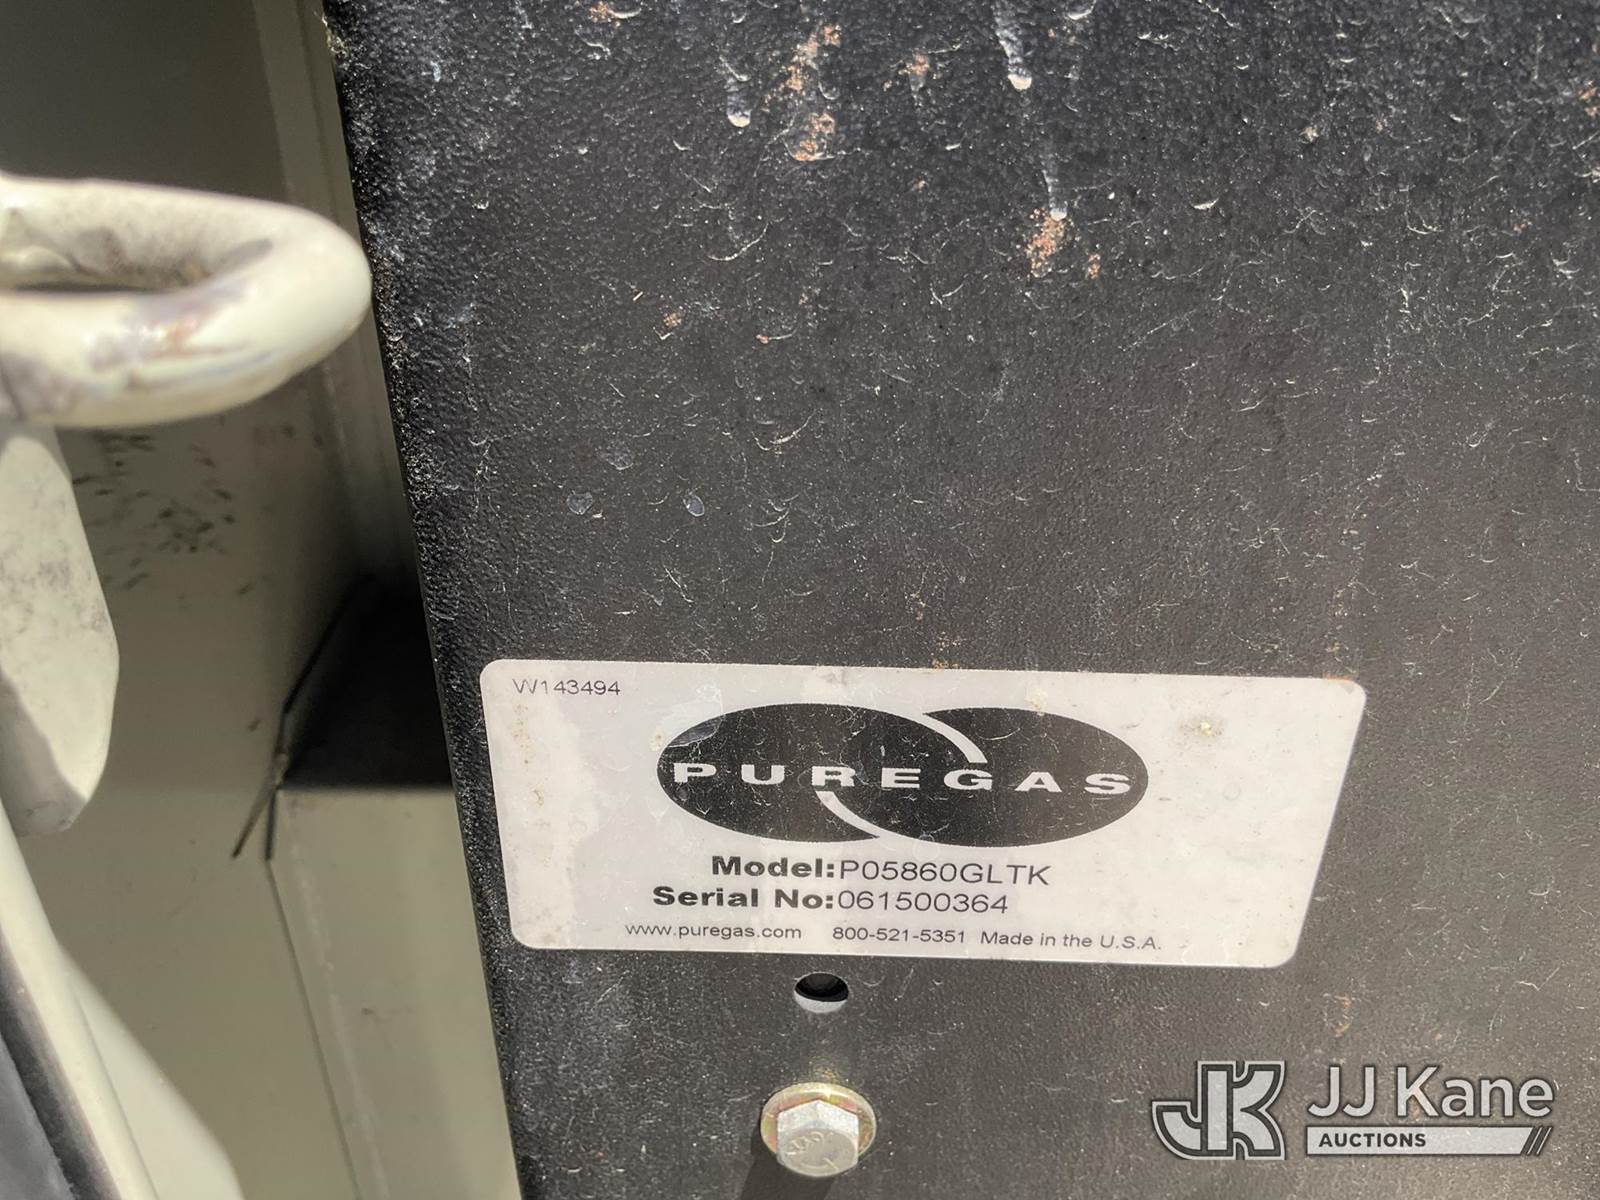 W143494
PUREGAS
Model:P05860GLTK
Serial No:061500364
www.puregas.com 800-521-5351 Made in the U.S.A.
JK JJ Kane
AUCTIONS